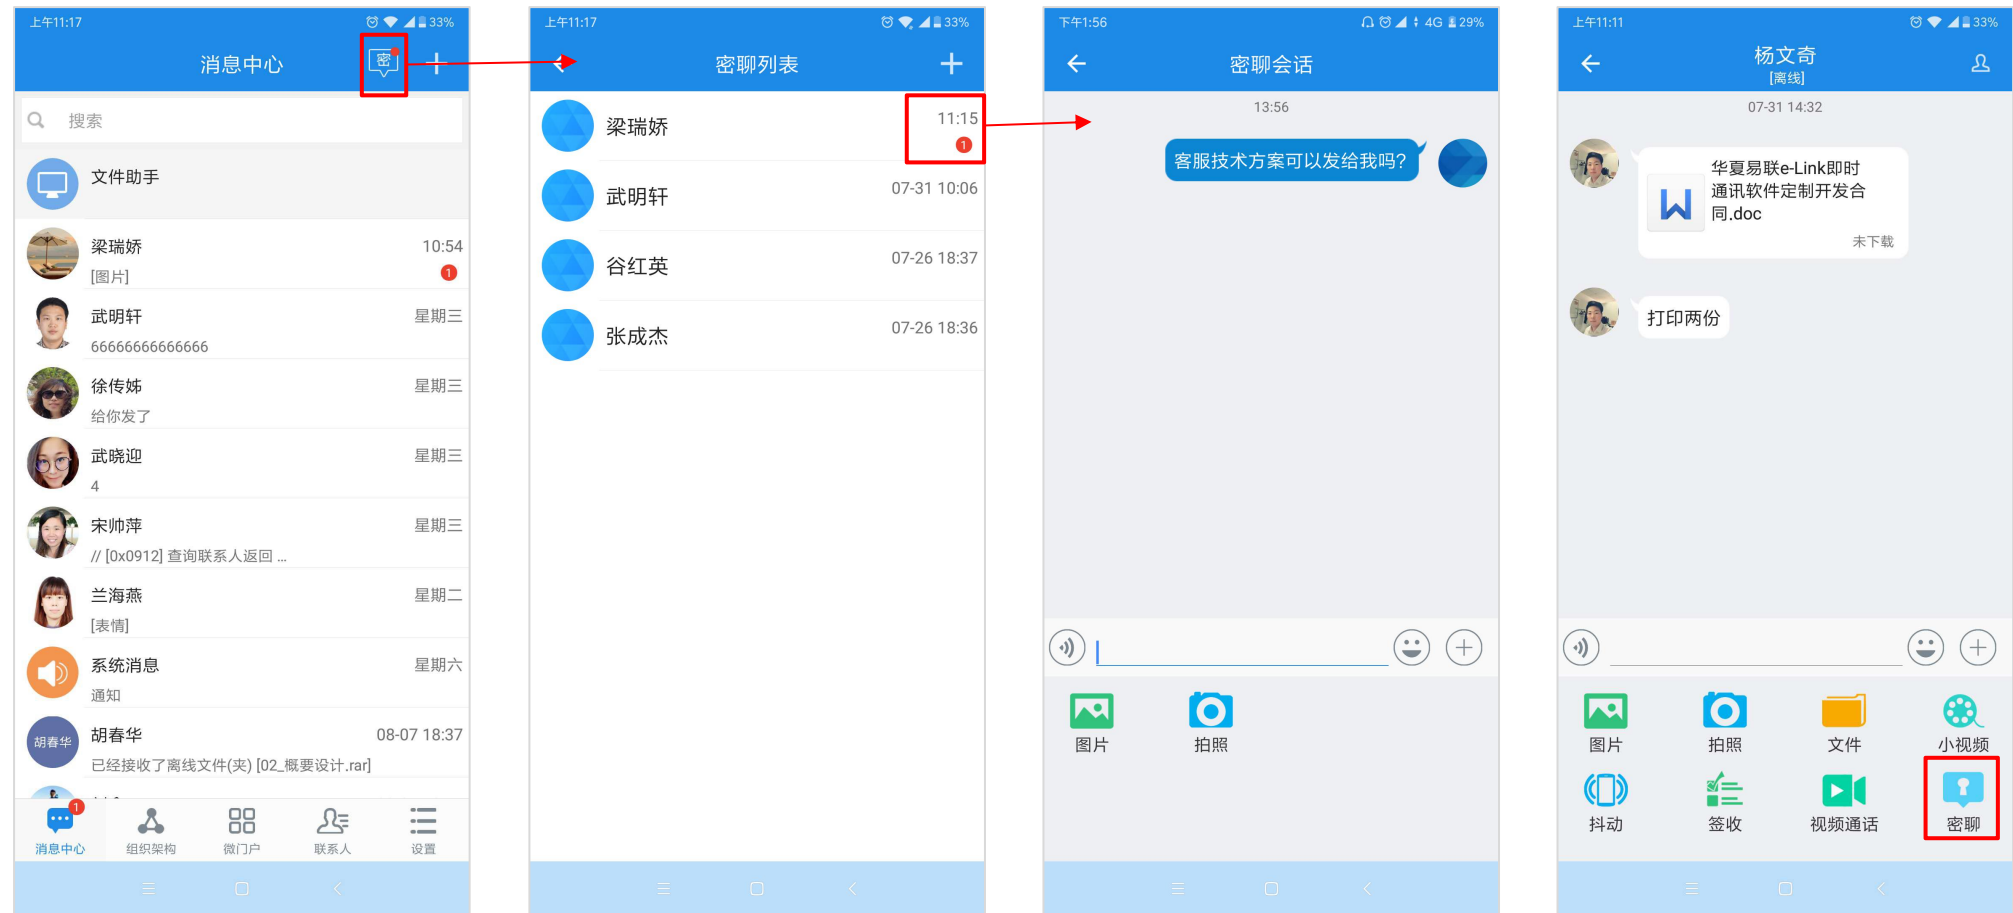 上午11:17
33%
消息中心
密
搜索
文件助手
梁瑞娇
10:54
[图片]
1
武明轩
星期三
66666666666666
徐传姊
星期三
给你发了
武晓迎
星期三
4
宋帅萍
星期三
// [0x0912] 查询联系人返回 ...
兰海燕
星期二
[表情]
系统消息
星期六
通知
胡春华
胡春华
08-07 18:37
已经接收了离线文件(夹) [02_概要设计.rar]
1
消息中心
组织架构
微门户
联系人
设置
上午11:17
33%
密聊列表
梁瑞娇
11:15
1
武明轩
07-31 10:06
谷红英
07-26 18:37
张成杰
07-26 18:36
下午1:56
4G
29%
密聊会话
13:56
客服技术方案可以发给我吗?
图片
拍照
上午11:11
33%
杨文奇
[离线]
07-31 14:32
华夏易联e-Link即时
通讯软件定制开发合
同.doc
未下载
打印两份
图片
拍照
文件
小视频
抖动
签收
视频通话
密聊